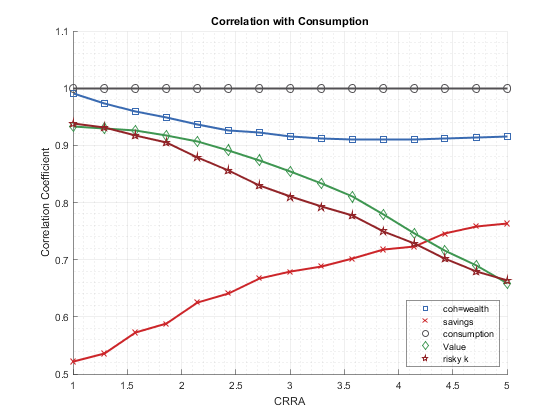 Correlation with Consumption
1.1
1
0.9
0.8
0.7
0.6
0.5
Correlation Coefficient
1
1.5
2
2.5
3
3.5
4
4.5
5
CRRA
coh=wealth
savings
consumption
Value
risky k